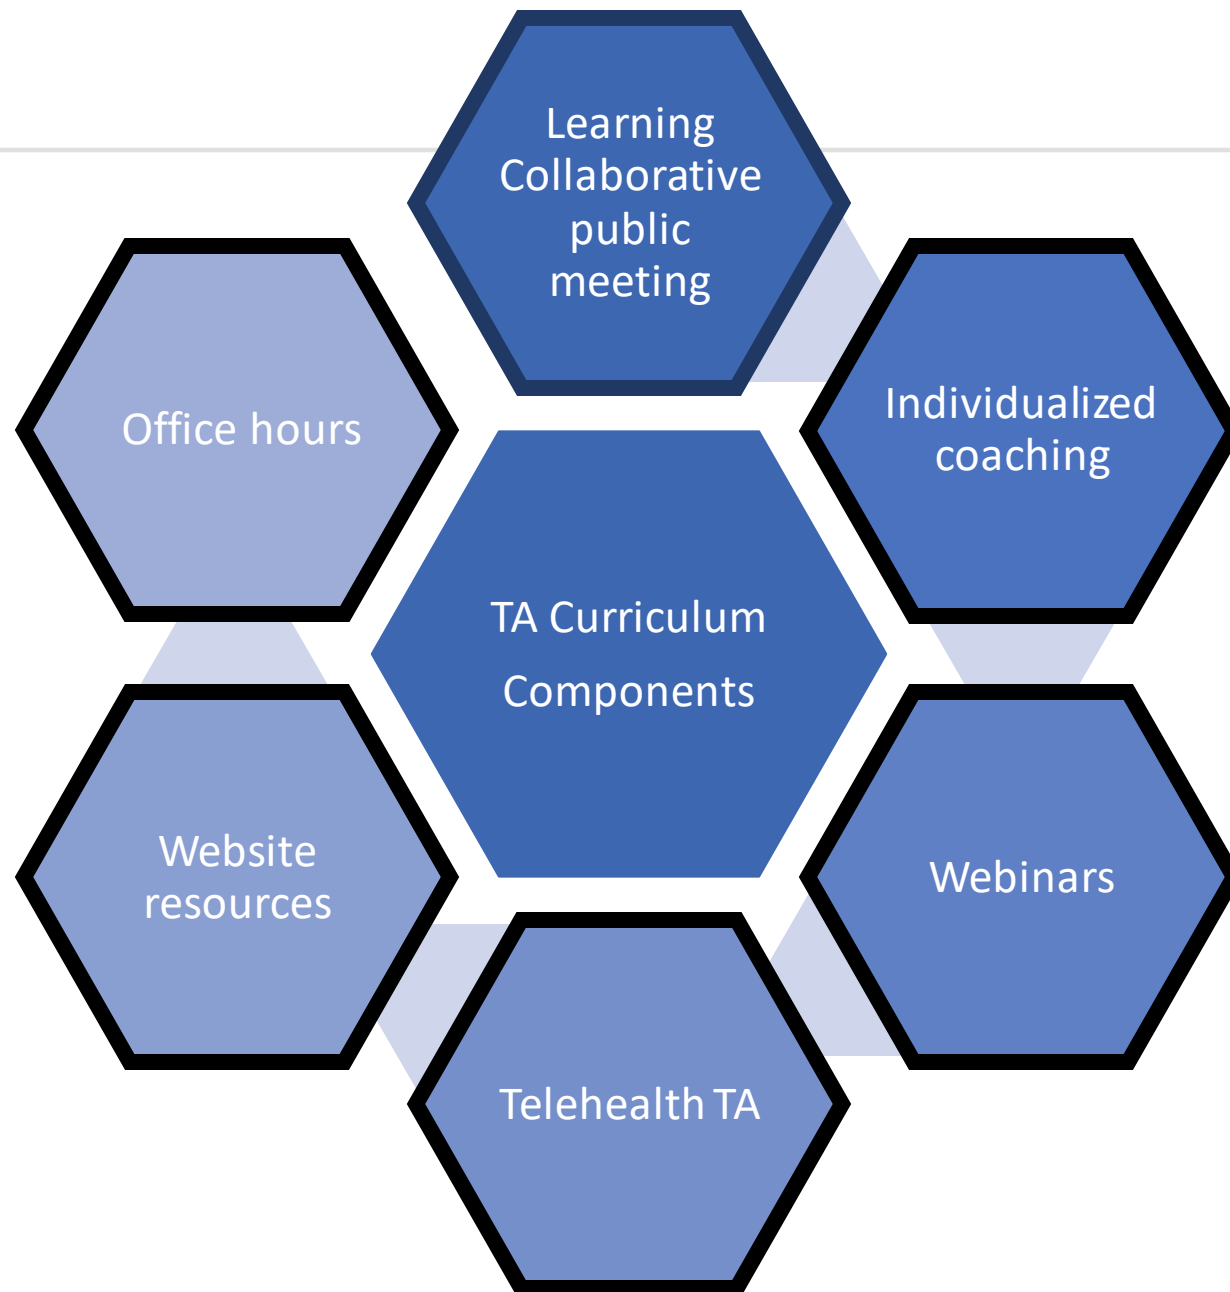 Learning
Collaborative
public
meeting
Individualized
coaching
Office hours
TA Curriculum
Components
Webinars
Website
resources
Telehealth TA